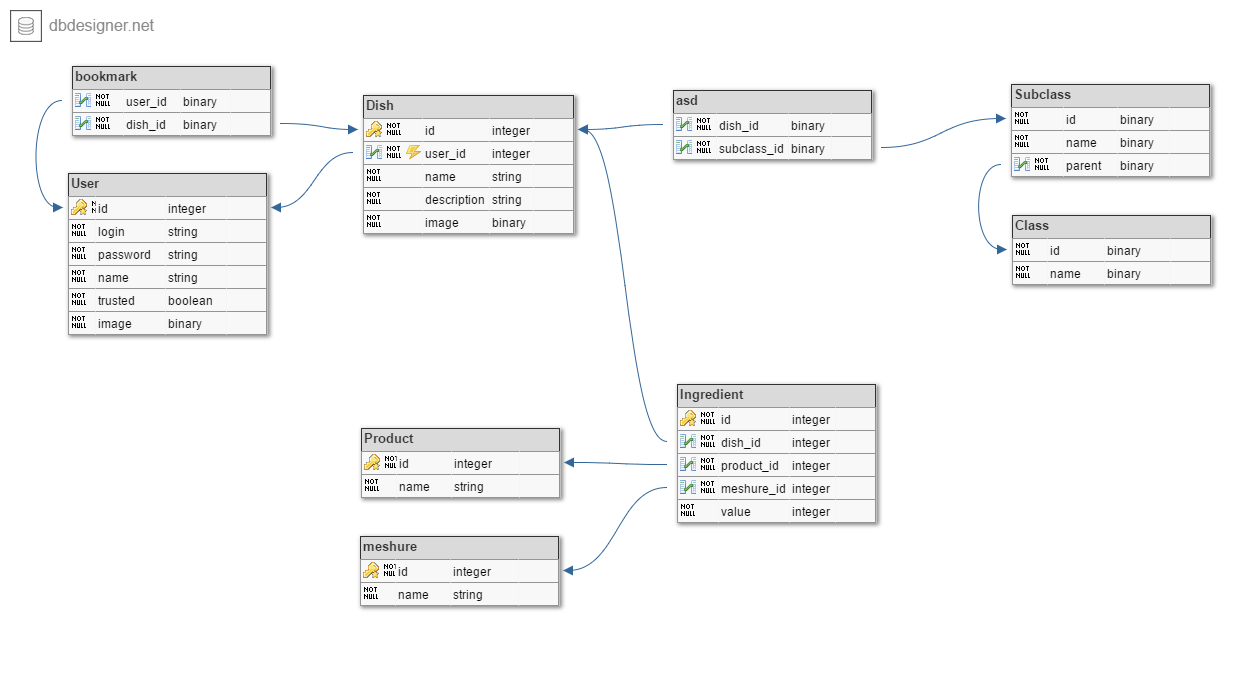 dbdesigner.net
bookmark
NOT NULL user_id binary
NOT NULL dish_id binary
User
N N id integer
NOT NULL login string
NOT NULL password string
NOT NULL name string
NOT NULL trusted boolean
NOT NULL image binary
Dish
NOT NULL id integer
NOT NULL user_id integer
NOT NULL name string
NOT NULL description string
NOT NULL image binary
asd
NOT NULL dish_id binary
NOT NULL subclass_id binary
Subclass
NOT NULL id binary
NOT NULL name binary
NOT NULL parent binary
Class
NOT NULL id binary
NOT NULL name binary
Ingredient
NOT NULL id integer
NOT NULL dish_id integer
NOT NULL product_id integer
NOT NULL meshure_id integer
NOT NULL value integer
Product
NOT NUL id integer
NOT NULL name string
meshure
NOT NUL id integer
NOT NULL name string